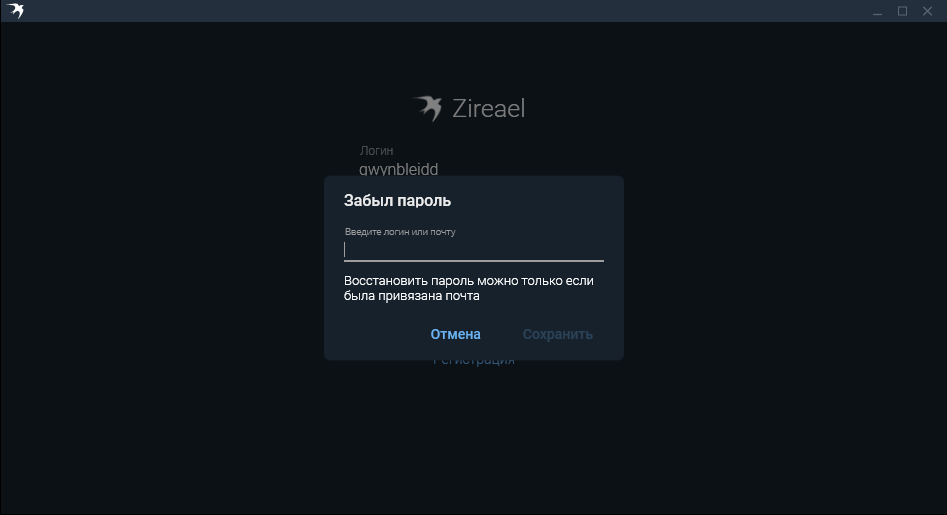 Zireael
Логин
gwynbleidd
Забыл пароль
Введите логин или почту
Восстановить пароль можно только если
была привязана почта
Отмена
Сохранить
Регистрация